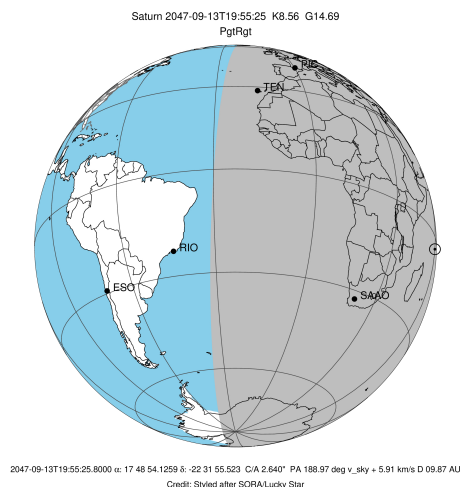 Saturn 2047-09-13T19:55:25 K8.56 G14.69
PgtRgt
PIC
TEN
RIO
ESO
SAAO
2047-09-13T19:55:25.8000 α: 17 48 54.1259 δ: -22 31 55.523 C/A 2.640" PA 188.97 deg v_sky + 5.91 km/s D 09.87 AU
Credit: Styled after SORA/Lucky Star